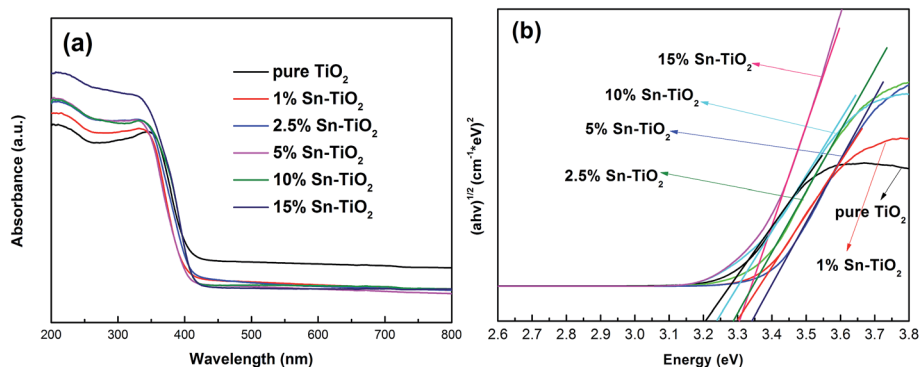 (a)
pure TiO₂
1% Sn-TiO₂
2.5% Sn-TiO₂
5% Sn-TiO₂
10% Sn-TiO₂
15% Sn-TiO₂
Absorbance (a.u.)
200 300 400 500 600 700 800
Wavelength (nm)
(b)
15% Sn-TiO₂
10% Sn-TiO₂
5% Sn-TiO₂
2.5% Sn-TiO₂
pure TiO₂
1% Sn-TiO₂
(ahv)^1/2 (cm⁻¹*eV)²
2.6 2.7 2.8 2.9 3.0 3.1 3.2 3.3 3.4 3.5 3.6 3.7 3.8
Energy (eV)